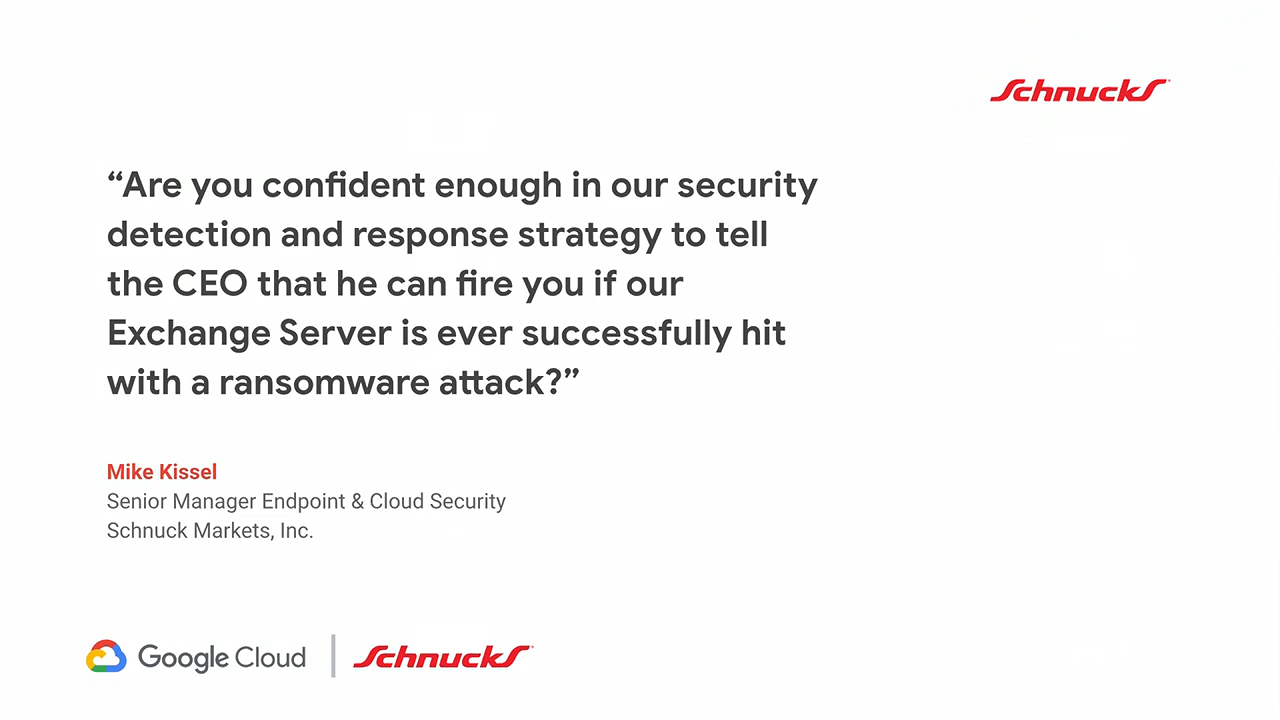 Schnucks
“Are you confident enough in our security
detection and response strategy to tell
the CEO that he can fire you if our
Exchange Server is ever successfully hit
with a ransomware attack?”
Mike Kissel
Senior Manager Endpoint & Cloud Security
Schnuck Markets, Inc.
Google Cloud | Schnucks